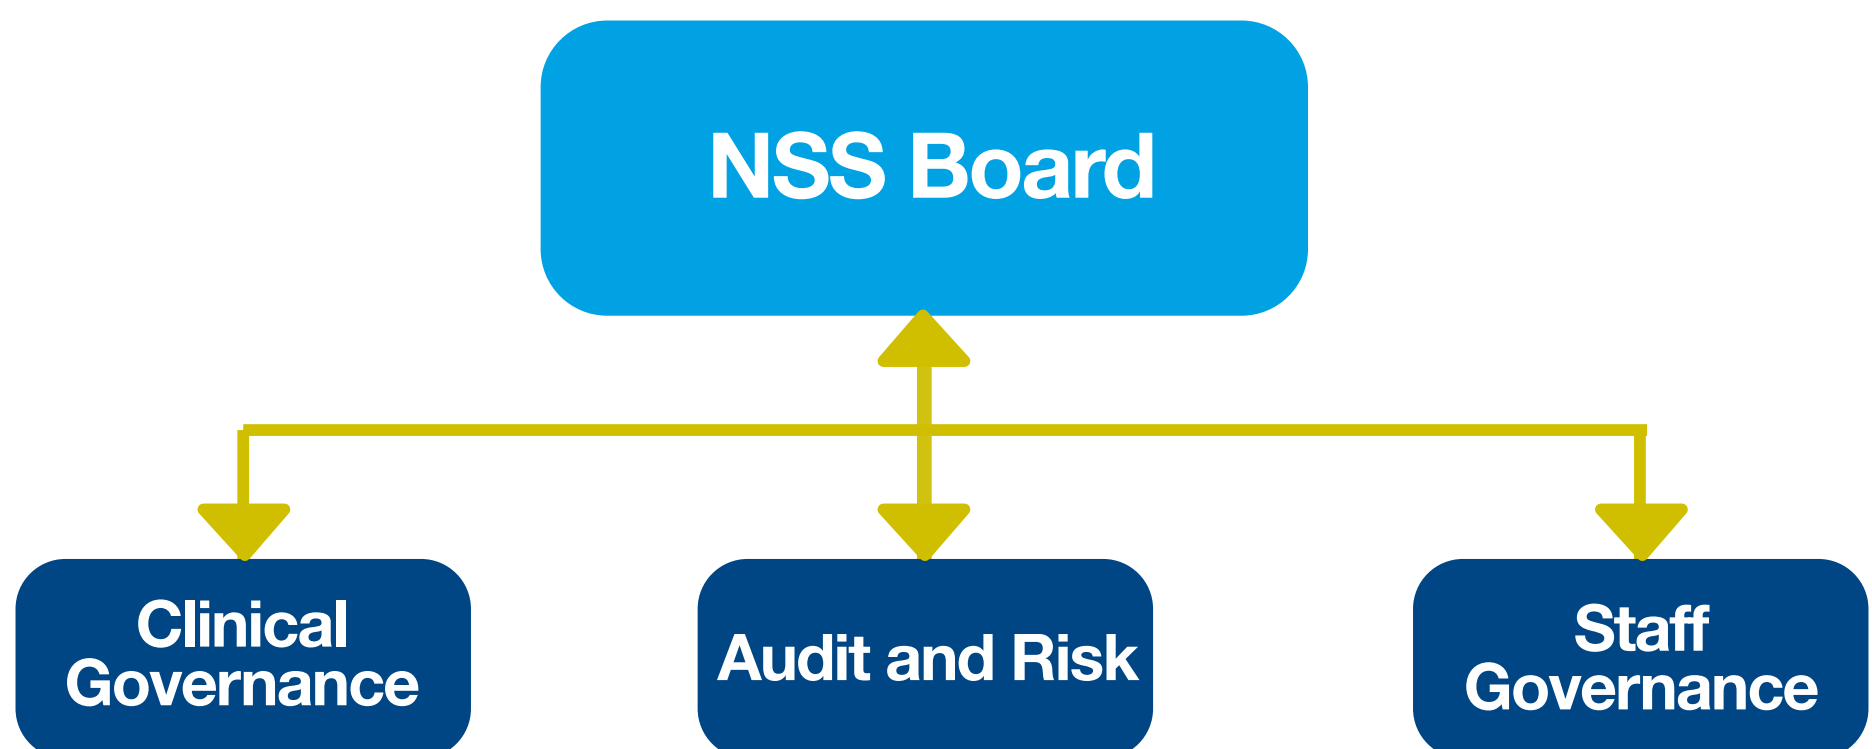 NSS Board
Clinical
Governance
Audit and Risk
Staff
Governance